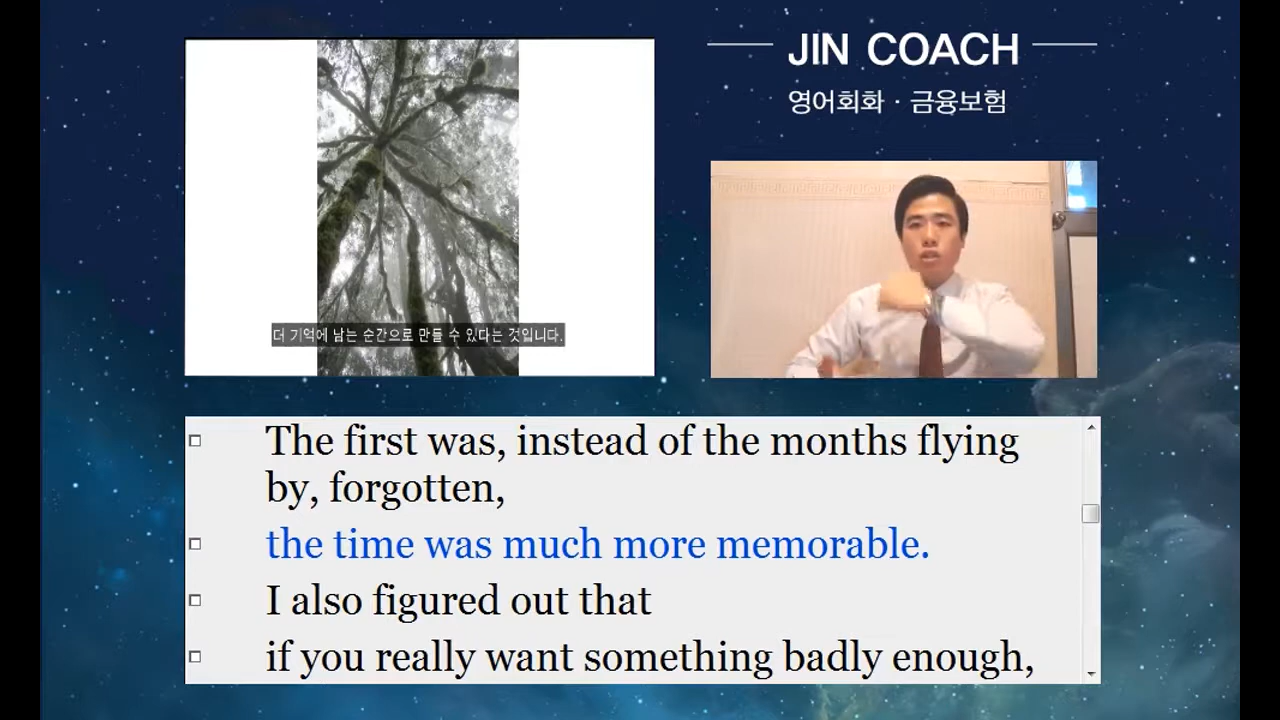 JIN COACH
영어회화 · 금융보험
더 기억에 남는 순간으로 만들 수 있다는 것입니다.
The first was, instead of the months flying
by, forgotten,
the time was much more memorable.
I also figured out that
if you really want something badly enough,